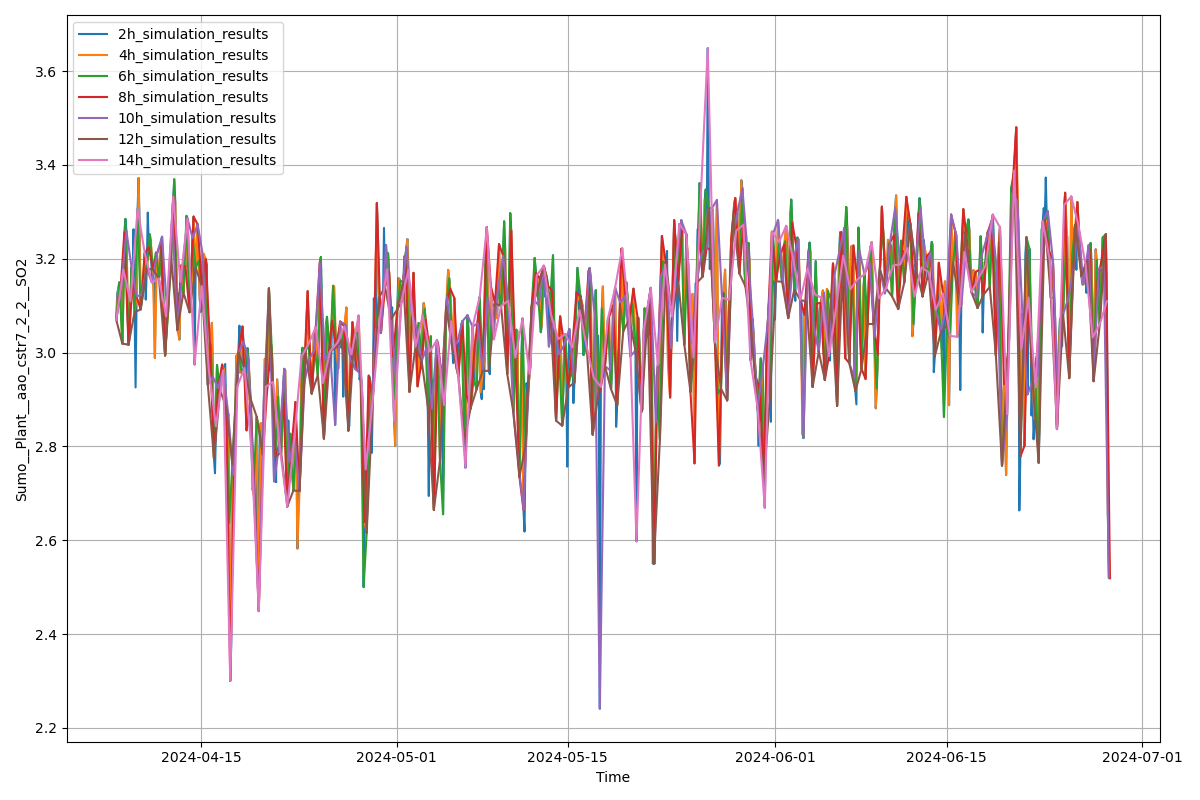 2h_simulation_results
4h_simulation_results
6h_simulation_results
8h_simulation_results
10h_simulation_results
12h_simulation_results
14h_simulation_results
3.6
3.4
3.2
3.0
2.8
2.6
2.4
2.2
Sumo__Plant__aao_cstr7_2_2__SO2
2024-04-15
2024-05-01
2024-05-15
2024-06-01
2024-06-15
2024-07-01
Time